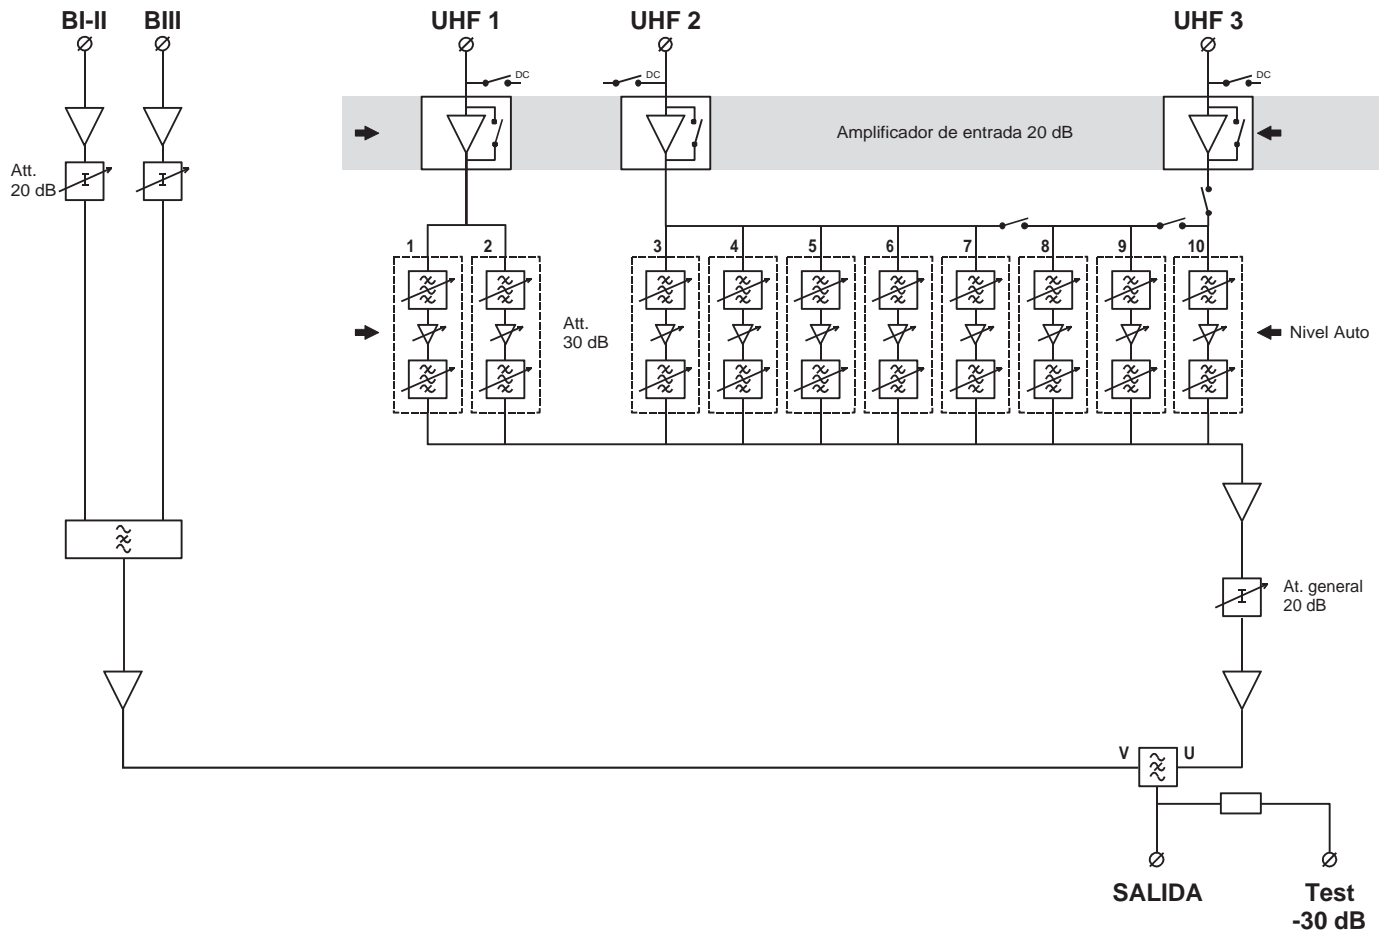 BI-II BIII UHF 1 UHF 2 UHF 3
DC DC DC
Amplificador de entrada 20 dB
Att.
20 dB
1 2 3 4 5 6 7 8 9 10
Att.
30 dB
Nivel Auto
At. general
20 dB
V U
SALIDA Test
-30 dB